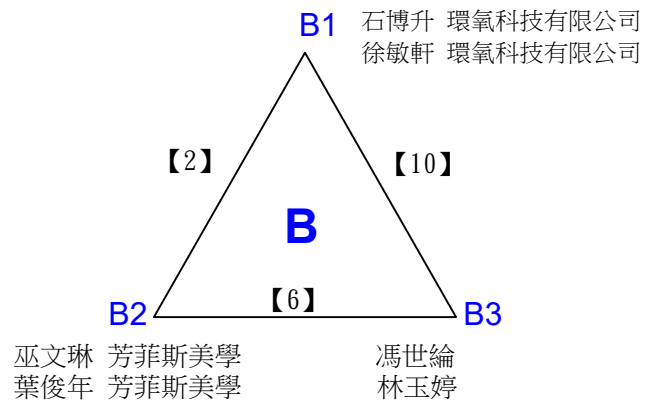 B1
石博升 環氧科技有限公司
徐敏軒 環氧科技有限公司
【2】
【10】
B
【6】
B2
B3
巫文琳 芳菲斯美學
葉俊年 芳菲斯美學
馮世綸
林玉婷